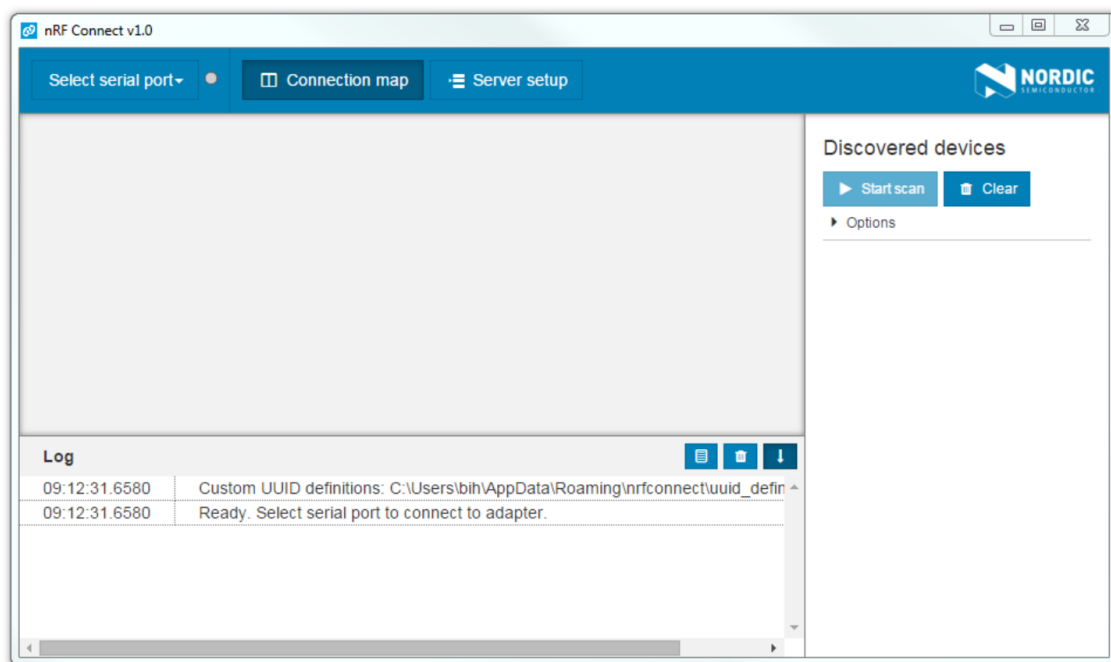 nRF Connect v1.0
Select serial port
Connection map
Server setup
NORDIC
SEMICONDUCTOR
Discovered devices
Start scan
Clear
Options
Log
09:12:31.6580 Custom UUID definitions: C:\Users\bih\AppData\Roaming\nrfconnect\uuid_defin
09:12:31.6580 Ready. Select serial port to connect to adapter.